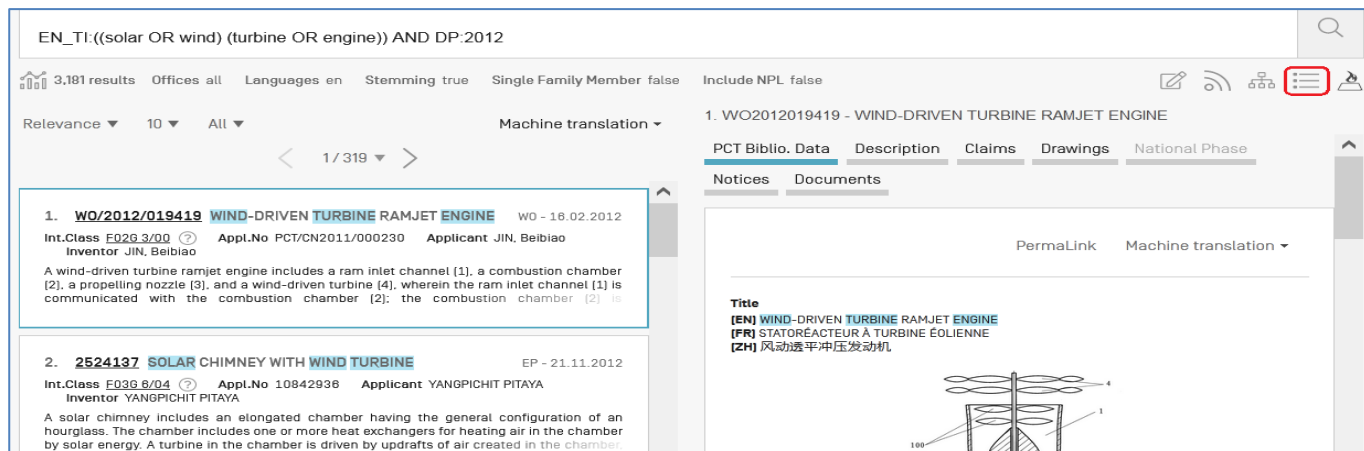 EN_TI:((solar OR wind) (turbine OR engine)) AND DP:2012
3,181 results Offices all Languages en Stemming true Single Family Member false Include NPL false
Relevance ▼ 10 ▼ All ▼ Machine translation ▾
1 / 319 ▼
1. WO/2012/019419 WIND-DRIVEN TURBINE RAMJET ENGINE WO - 16.02.2012
Int.Class F02G 3/00 ? Appl.No PCT/CN2011/000230 Applicant JIN, Beibiao
Inventor JIN, Beibiao
A wind-driven turbine ramjet engine includes a ram inlet channel (1), a combustion chamber
(2), a propelling nozzle (3), and a wind-driven turbine (4), wherein the ram inlet channel (1) is
communicated with the combustion chamber (2); the combustion chamber (2) is
2. 2524137 SOLAR CHIMNEY WITH WIND TURBINE EP - 21.11.2012
Int.Class F03G 6/04 ? Appl.No 10842936 Applicant YANGPICHIT PITAYA
Inventor YANGPICHIT PITAYA
A solar chimney includes an elongated chamber having the general configuration of an
hourglass. The chamber includes one or more heat exchangers for heating air in the chamber
by solar energy. A turbine in the chamber is driven by updrafts of air created in the chamber,
1. WO2012019419 - WIND-DRIVEN TURBINE RAMJET ENGINE
PCT Biblio. Data Description Claims Drawings National Phase
Notices Documents
PermaLink Machine translation ▾
Title
[EN] WIND-DRIVEN TURBINE RAMJET ENGINE
[FR] STATORÉACTEUR À TURBINE ÉOLIENNE
[ZH] 风动透平冲压发动机
4
1
100